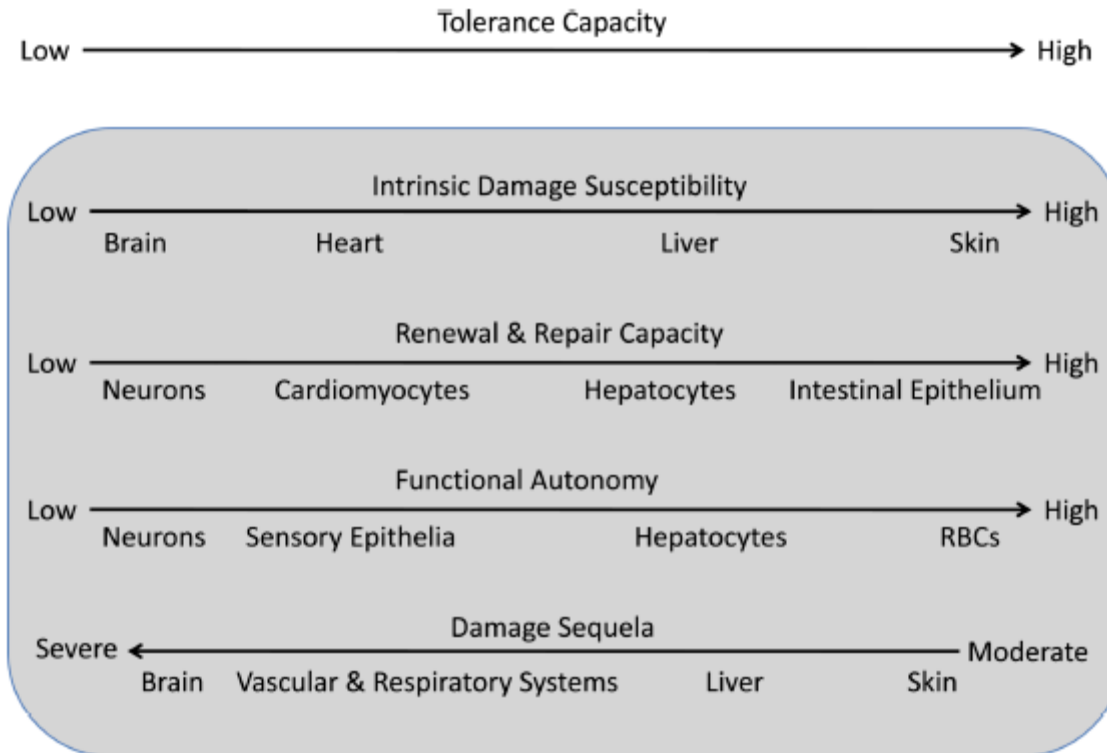 Tolerance Capacity
Low High
Intrinsic Damage Susceptibility
Low High
Brain Heart Liver Skin
Renewal & Repair Capacity
Low High
Neurons Cardiomyocytes Hepatocytes Intestinal Epithelium
Functional Autonomy
Low High
Neurons Sensory Epithelia Hepatocytes RBCs
Damage Sequela
Severe Moderate
Brain Vascular & Respiratory Systems Liver Skin